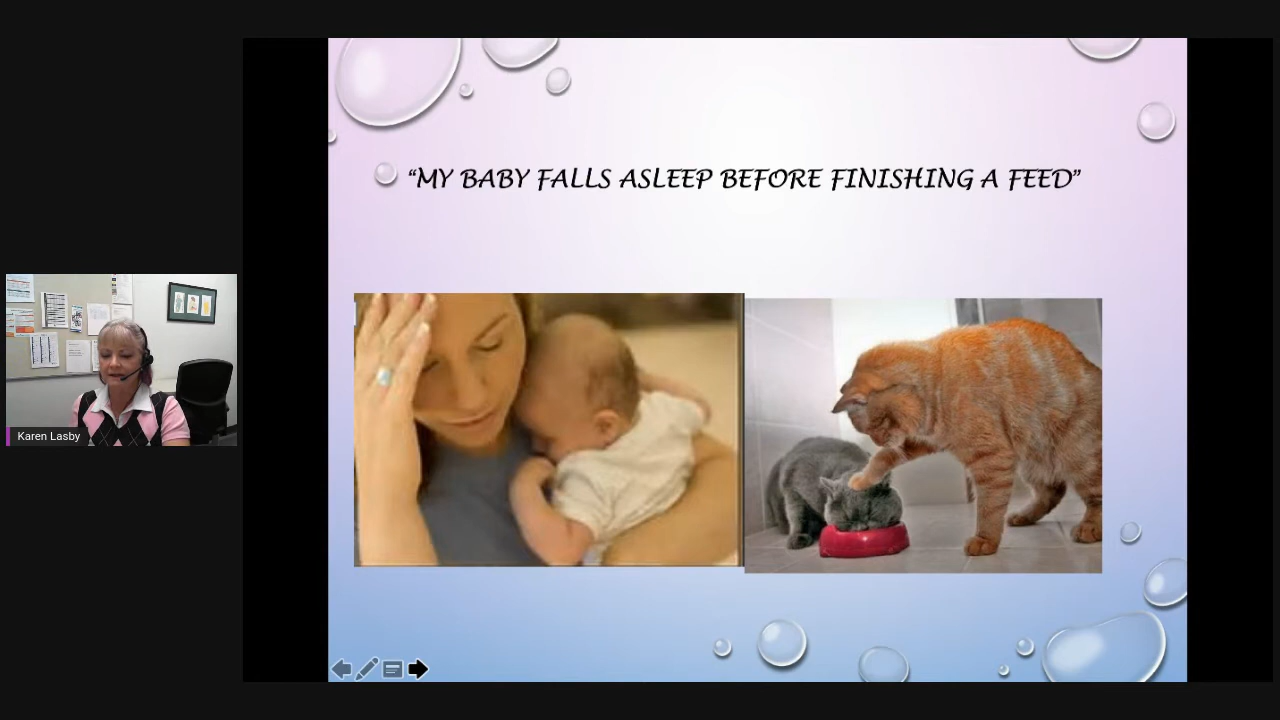 “MY BABY FALLS ASLEEP BEFORE FINISHING A FEED”
Karen Lasby